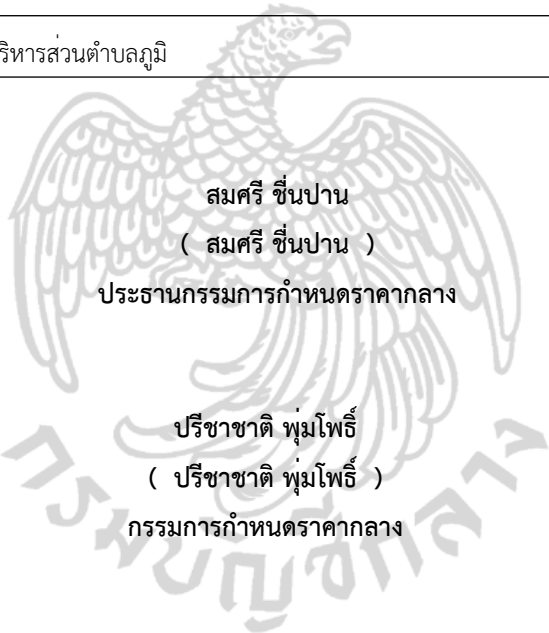 ริหารส่วนตำบลภูมิ
สมศรี ชื่นปาน
( สมศรี ชื่นปาน )
ประธานกรรมการกำหนดราคากลาง
ปรีชาชาติ พุ่มโพธิ์
( ปรีชาชาติ พุ่มโพธิ์ )
กรรมการกำหนดราคากลาง
กรมบัญชีกลาง